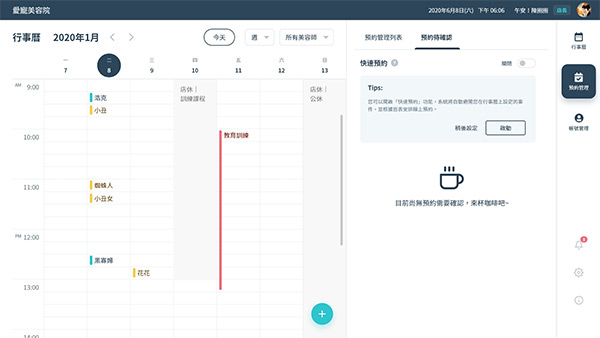 愛寵美容院
2020年6月8日(六) 下午 06:06 午安！陳圈圈 店長
行事曆 2020年1月 今天 週 所有美容師
一 二 三 四 五 六 日
7 8 9 10 11 12 13
AM 9:00
店休｜
訓練課程
店休｜
公休
浩克
小丑
10:00
教育訓練
11:00
蜘蛛人
小丑女
PM 12:00
黑寡婦
花花
13:00
預約管理列表 預約待確認
快速預約 ? 關閉
Tips:
您可以開啟「快速預約」功能，系統將自動避開您在行事曆上設定的事
件，並根據班表安排線上預約。
稍後設定 啟動
目前尚無預約需要確認，來杯咖啡吧~
行事曆
預約管理
帳號管理